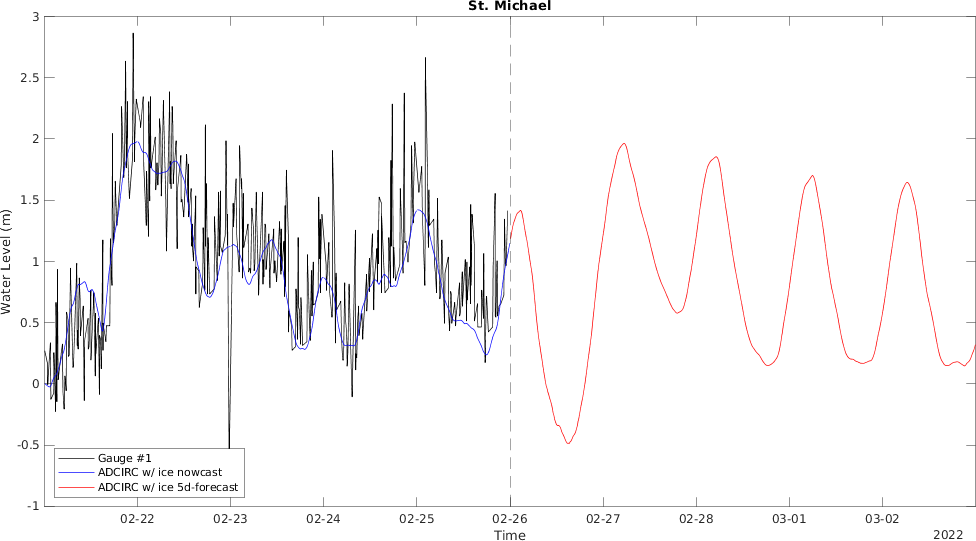 St. Michael
3
2.5
2
1.5
1
0.5
0
-0.5
-1
Water Level (m)
Gauge #1
ADCIRC w/ ice nowcast
ADCIRC w/ ice 5d-forecast
02-22 02-23 02-24 02-25 02-26 02-27 02-28 03-01 03-02
Time
2022